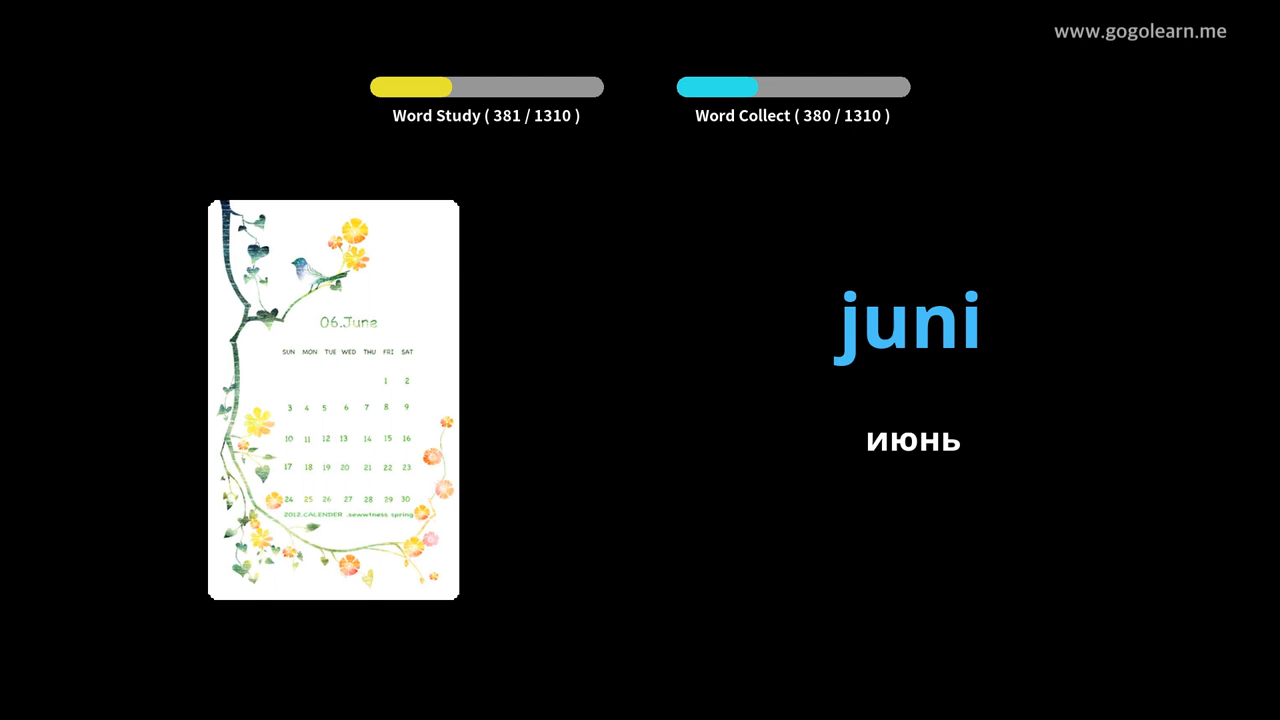 www.gogolearn.me
Word Study ( 381 / 1310 )
Word Collect ( 380 / 1310 )
06.June
SUN MON TUE WED THU FRI SAT
1 2
3 4 5 6 7 8 9
10 11 12 13 14 15 16
17 18 19 20 21 22 23
24 25 26 27 28 29 30
2012.CALENDER .sewwtness spring
juni
июнь